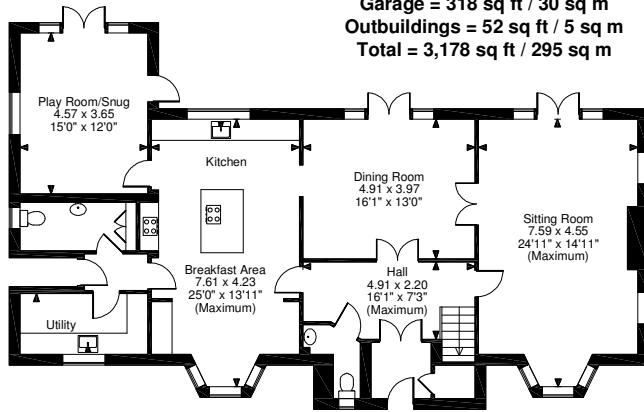 Garage = 318 sq ft / 30 sq m
Outbuildings = 52 sq ft / 5 sq m
Total = 3,178 sq ft / 295 sq m
Play Room/Snug
4.57 x 3.65
15'0" x 12'0"
Kitchen
Dining Room
4.91 x 3.97
16'1" x 13'0"
Sitting Room
7.59 x 4.55
24'11" x 14'11"
(Maximum)
Breakfast Area
7.61 x 4.23
25'0" x 13'11"
(Maximum)
Hall
4.91 x 2.20
16'1" x 7'3"
(Maximum)
Utility